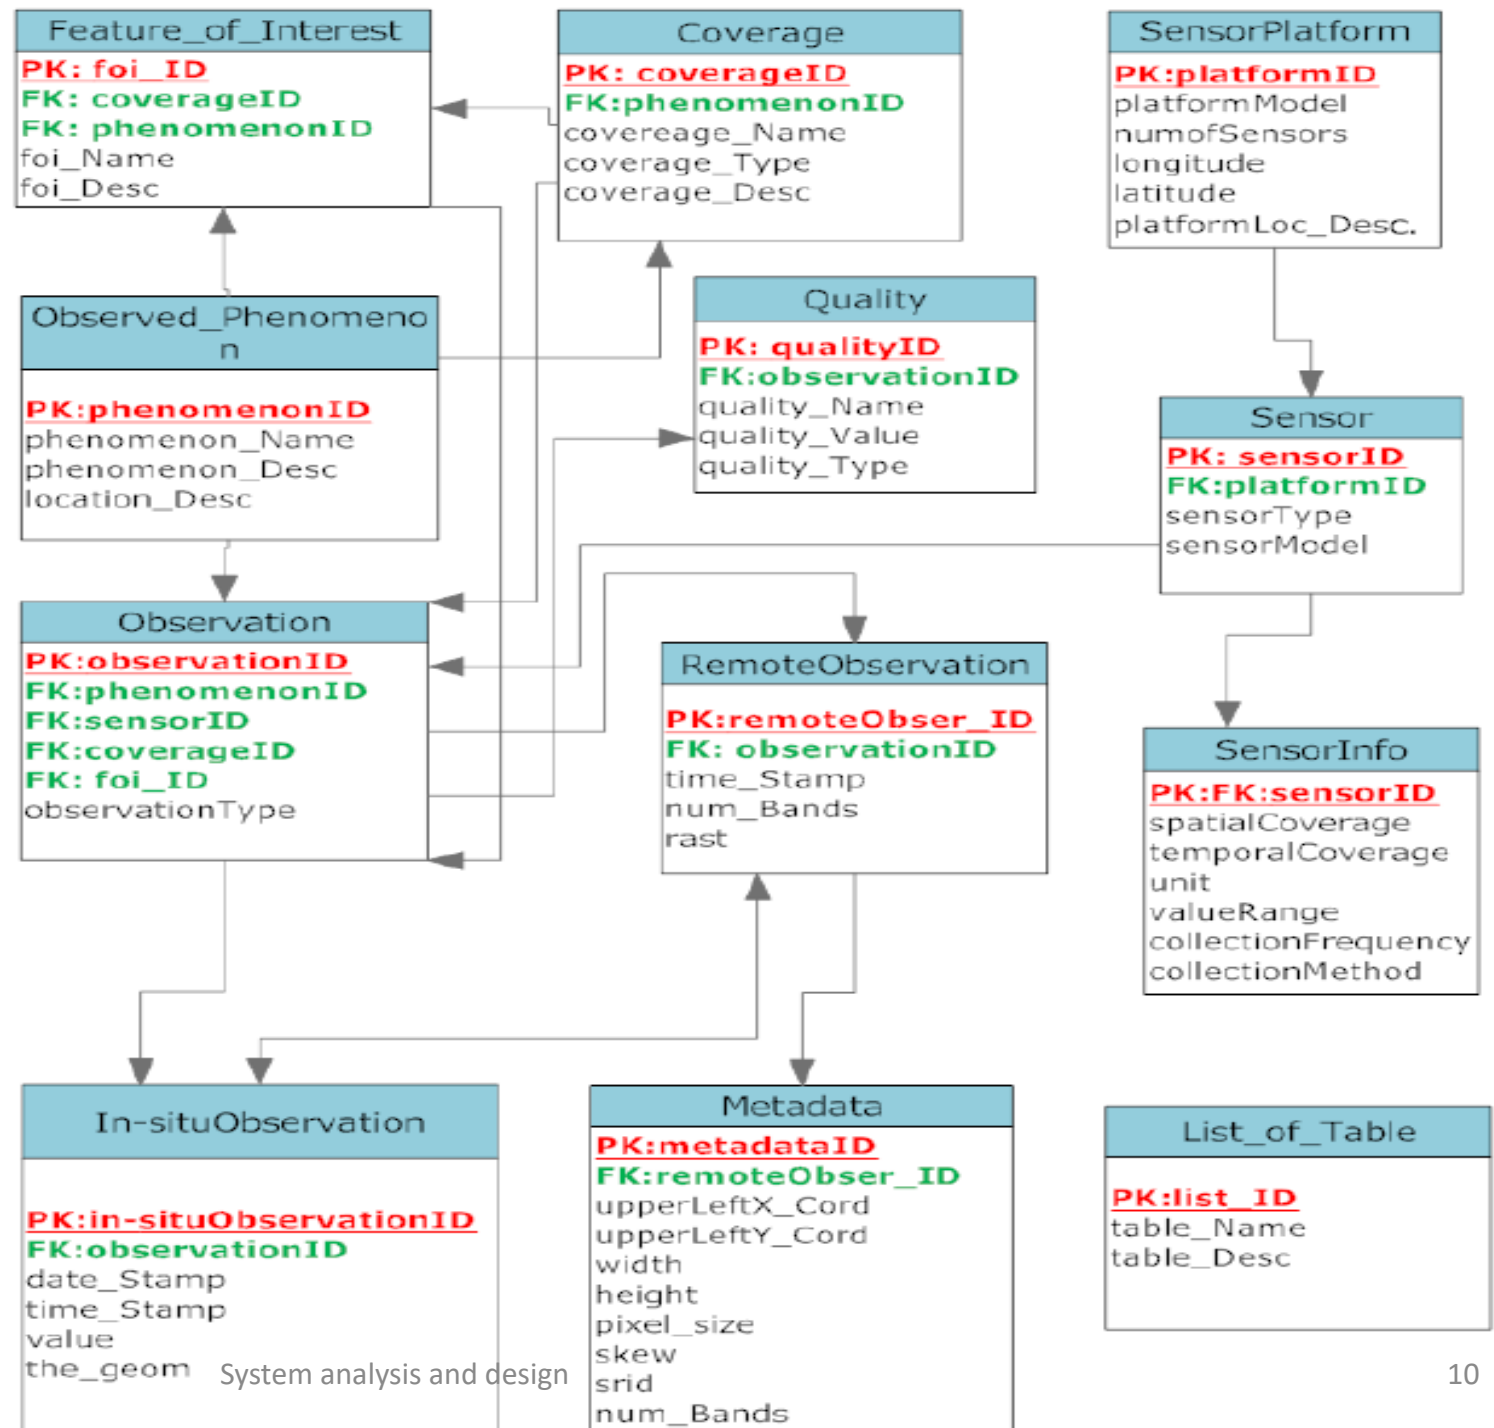 Feature_of_Interest
PK: foi_ID
FK: coverageID
FK: phenomenonID
foi_Name
foi_Desc
Coverage
PK: coverageID
FK:phenomenonID
covereage_Name
coverage_Type
coverage_Desc
SensorPlatform
PK:platformID
platformModel
numofSensors
longitude
latitude
platformLoc_Desc.
Observed_Phenomeno
n
PK:phenomenonID
phenomenon_Name
phenomenon_Desc
location_Desc
Quality
PK: qualityID
FK:observationID
quality_Name
quality_Value
quality_Type
Sensor
PK: sensorID
FK:platformID
sensorType
sensorModel
Observation
PK:observationID
FK:phenomenonID
FK:sensorID
FK:coverageID
FK: foi_ID
observationType
RemoteObservation
PK:remoteObser_ID
FK: observationID
time_Stamp
num_Bands
rast
SensorInfo
PK:FK:sensorID
spatialCoverage
temporalCoverage
unit
valueRange
collectionFrequency
collectionMethod
In-situObservation
PK:in-situObservationID
FK:observationID
date_Stamp
time_Stamp
value
the_geom
Metadata
PK:metadataID
FK:remoteObser_ID
upperLeftX_Cord
upperLeftY_Cord
width
height
pixel_size
skew
srid
num_Bands
List_of_Table
PK:list_ID
table_Name
table_Desc
System analysis and design
10